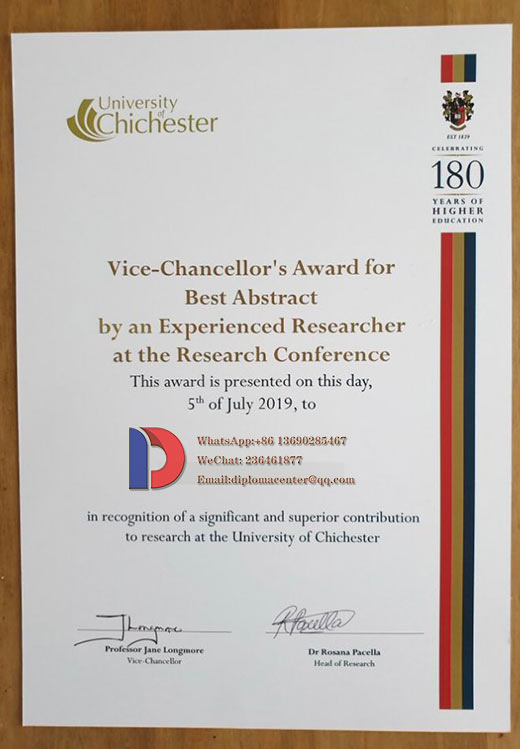 University
of
Chichester
EST 1839
CELEBRATING
180
YEARS OF
HIGHER
EDUCATION
Vice-Chancellor's Award for
Best Abstract
by an Experienced Researcher
at the Research Conference
This award is presented on this day,
5th of July 2019, to
WhatsApp:+86 13690285467
WeChat: 236461877
Email:diplomacenter@qq.com
in recognition of a significant and superior contribution
to research at the University of Chichester
JLongmore
RPacella
Professor Jane Longmore
Vice-Chancellor
Dr Rosana Pacella
Head of Research